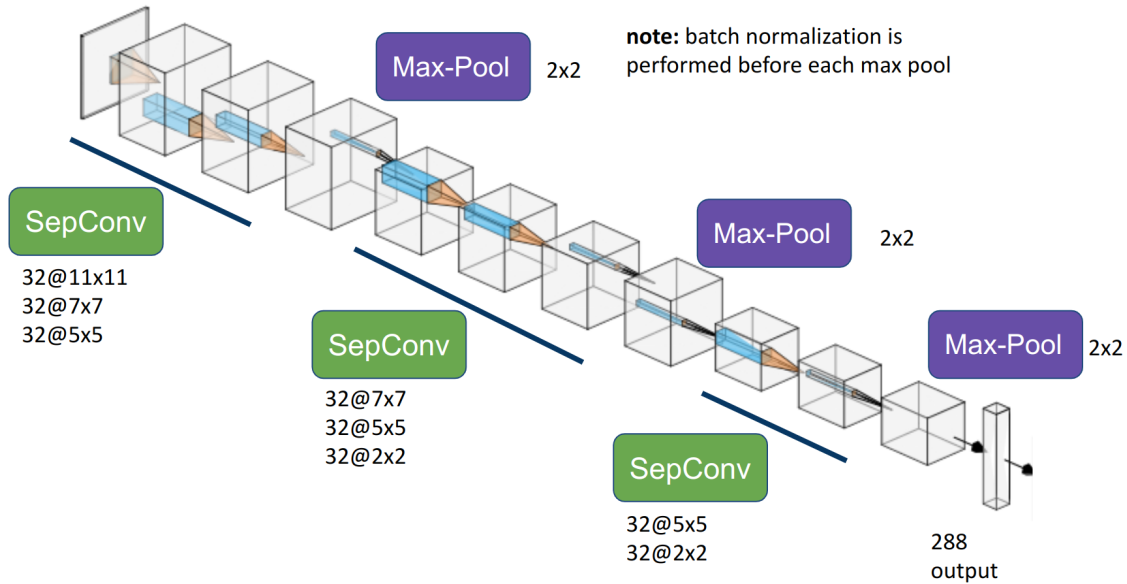 Max-Pool
2x2
note: batch normalization is
performed before each max pool
SepConv
32@11x11
32@7x7
32@5x5
Max-Pool
2x2
SepConv
32@7x7
32@5x5
32@2x2
Max-Pool
2x2
SepConv
32@5x5
32@2x2
288
output